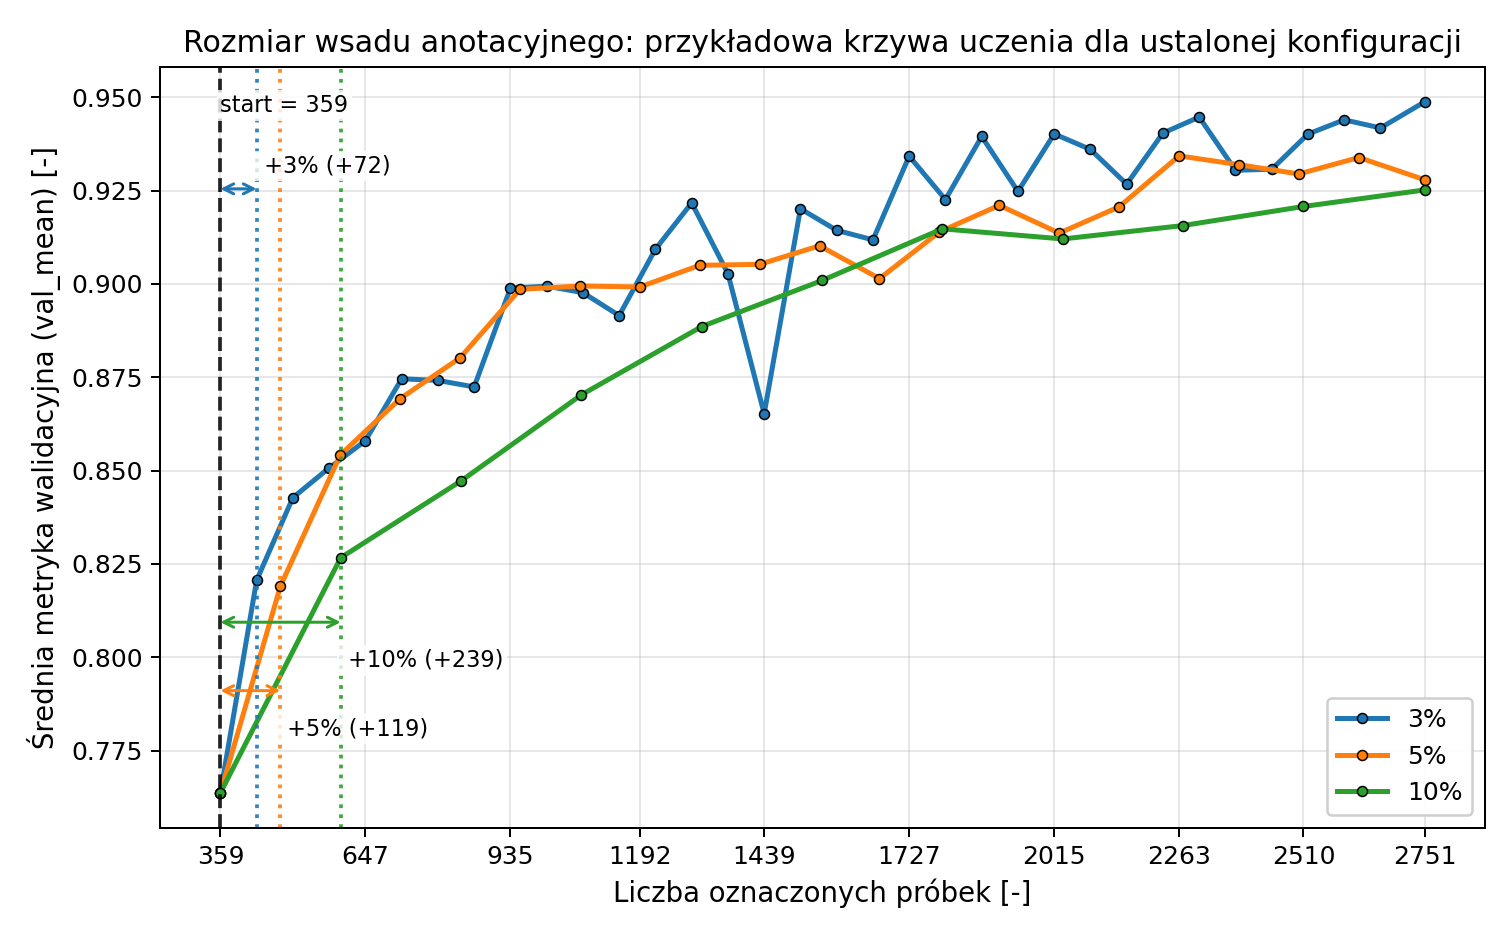 Rozmiar wsadu anotacyjnego: przykładowa krzywa uczenia dla ustalonej konfiguracji
Średnia metryka walidacyjna (val_mean) [-]
0.950
0.925
0.900
0.875
0.850
0.825
0.800
0.775
start = 359
+3% (+72)
+10% (+239)
+5% (+119)
3%
5%
10%
359 647 935 1192 1439 1727 2015 2263 2510 2751
Liczba oznaczonych próbek [-]